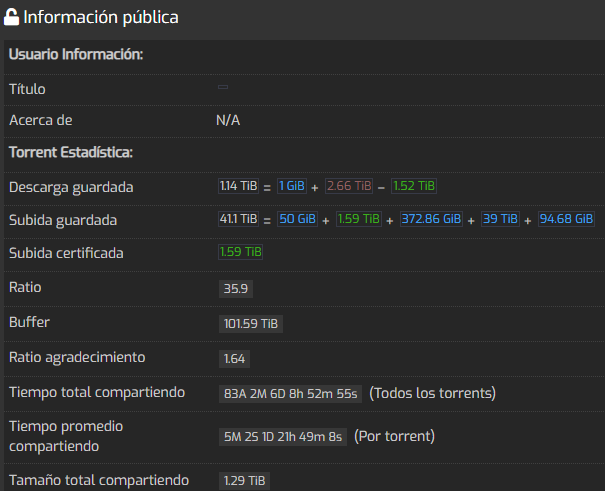 Información pública
Usuario Información:
Título
Acerca de N/A
Torrent Estadística:
Descarga guardada 1.14 TiB = 1 GiB + 2.66 TiB − 1.52 TiB
Subida guardada 41.1 TiB = 50 GiB + 1.59 TiB + 372.86 GiB + 39 TiB + 94.68 GiB
Subida certificada 1.59 TiB
Ratio 35.9
Buffer 101.59 TiB
Ratio agradecimiento 1.64
Tiempo total compartiendo 83A 2M 6D 8h 52m 55s (Todos los torrents)
Tiempo promedio
compartiendo 5M 2S 1D 21h 49m 8s (Por torrent)
Tamaño total compartiendo 1.29 TiB